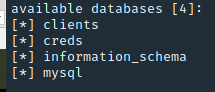 available databases [4]:
[*] clients
[*] creds
[*] information_schema
[*] mysql